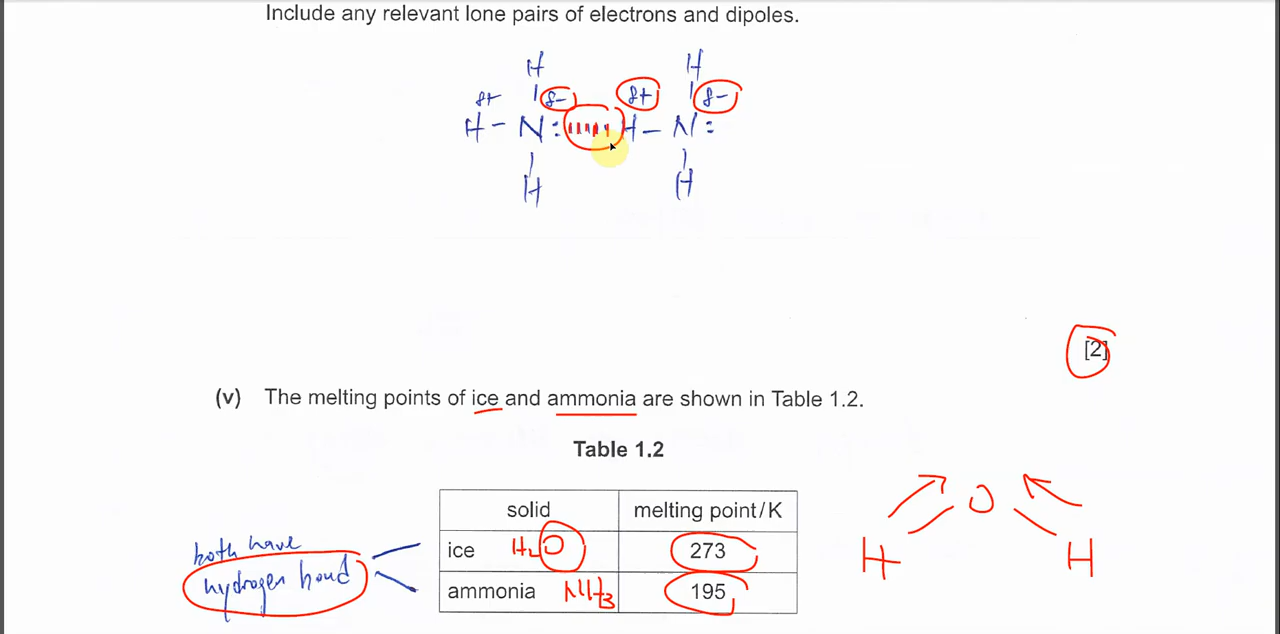 Include any relevant lone pairs of electrons and dipoles.
H H
δ+ δ- δ+ δ-
H - N : H - N :
H H
[2]
(v) The melting points of ice and ammonia are shown in Table 1.2.
Table 1.2
solid melting point/K
ice H₂O 273
ammonia NH₃ 195
both have
hydrogen bond
O
H H